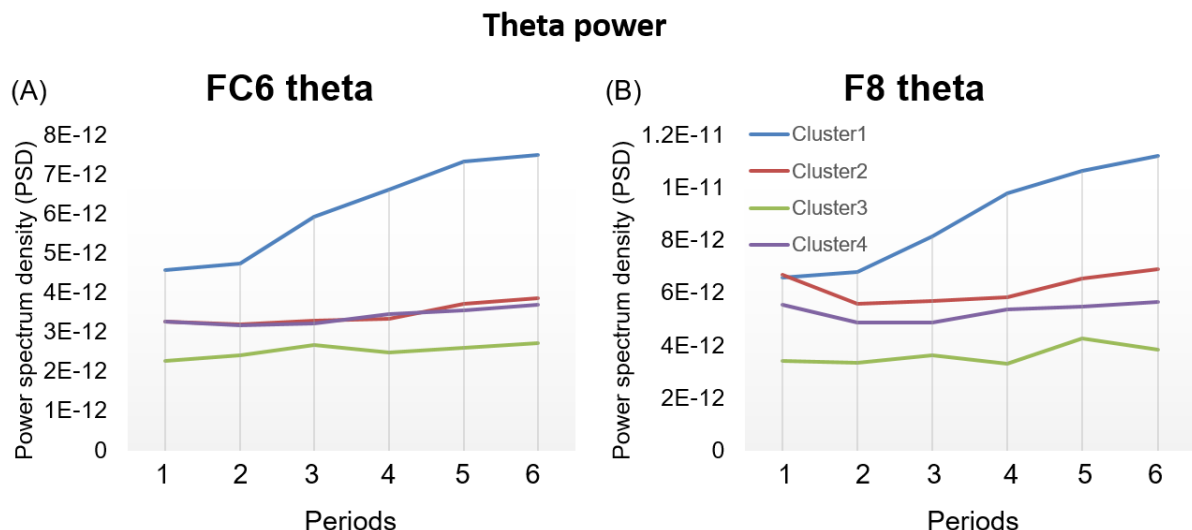 Theta power
(A)
FC6 theta
Power spectrum density (PSD)
8E-12
7E-12
6E-12
5E-12
4E-12
3E-12
2E-12
1E-12
0
1 2 3 4 5 6
Periods
(B)
F8 theta
Power spectrum density (PSD)
1.2E-11
1E-11
8E-12
6E-12
4E-12
2E-12
0
Cluster1
Cluster2
Cluster3
Cluster4
1 2 3 4 5 6
Periods